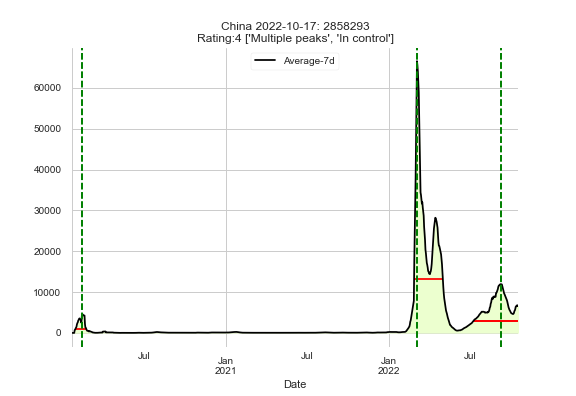 China 2022-10-17: 2858293
Rating:4 ['Multiple peaks', 'In control']
Average-7d
60000
50000
40000
30000
20000
10000
0
Jul
Jan
2021
Jul
Jan
2022
Jul
Date